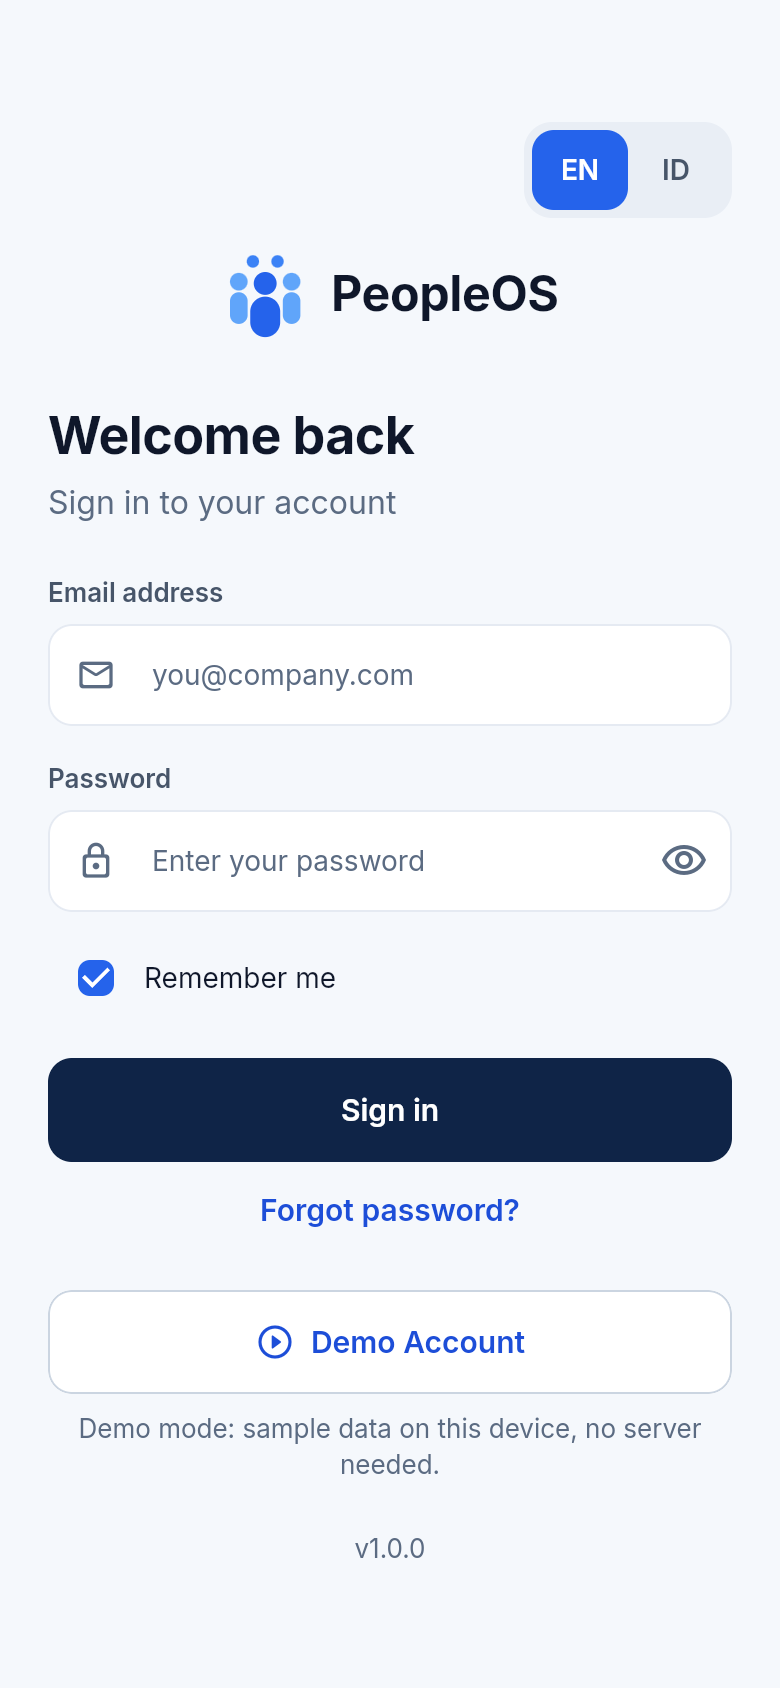 EN
ID
PeopleOS
Welcome back
Sign in to your account
Email address
you@company.com
Password
Enter your password
Remember me
Sign in
Forgot password?
Demo Account
Demo mode: sample data on this device, no server
needed.
v1.0.0